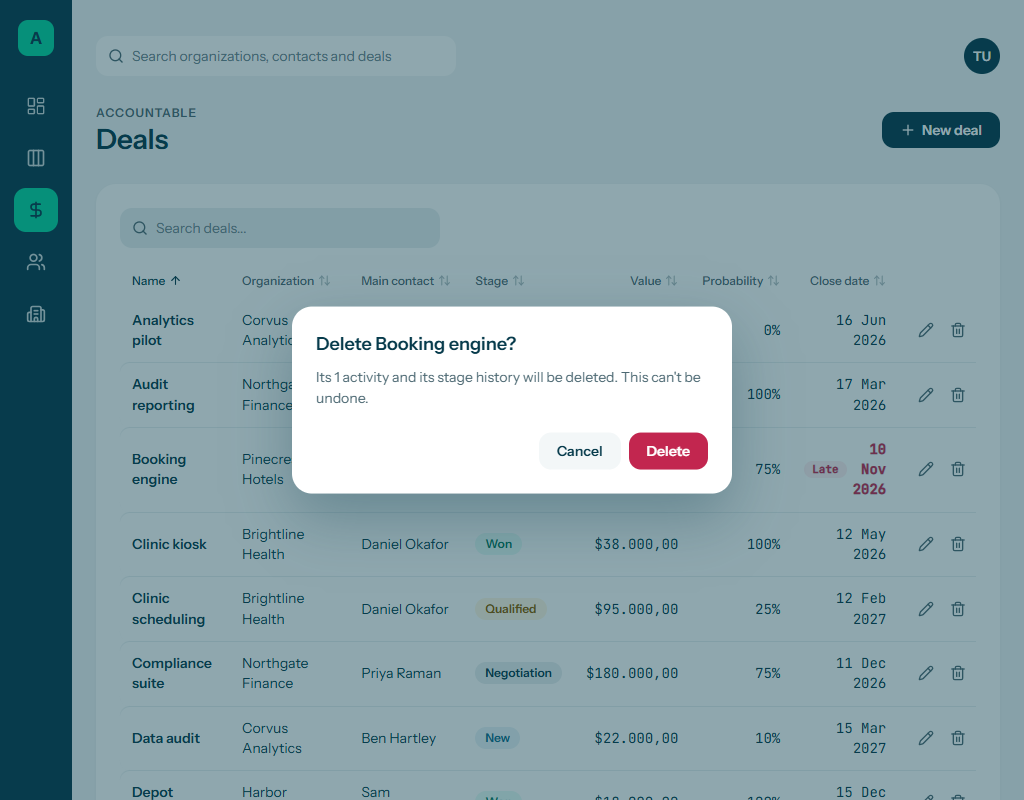 A
Search organizations, contacts and deals
TU
ACCOUNTABLE
Deals
New deal
Search deals...
Name Organization Main contact Stage Value Probability Close date
Analytics pilot
Corvus
0%
16 Jun 2026
Audit reporting
Finance
100%
17 Mar 2026
Booking engine
Hotels
75%
Late
10 Nov 2026
Delete Booking engine?
Its 1 activity and its stage history will be deleted. This can't be
undone.
Cancel
Delete
Clinic kiosk
Brightline Health
Daniel Okafor
Won
$38.000,00
100%
12 May 2026
Clinic scheduling
Brightline Health
Daniel Okafor
Qualified
$95.000,00
25%
12 Feb 2027
Compliance suite
Northgate Finance
Priya Raman
Negotiation
$180.000,00
75%
11 Dec 2026
Data audit
Corvus Analytics
Ben Hartley
New
$22.000,00
10%
15 Mar 2027
Depot
Harbor
Sam
15 Dec